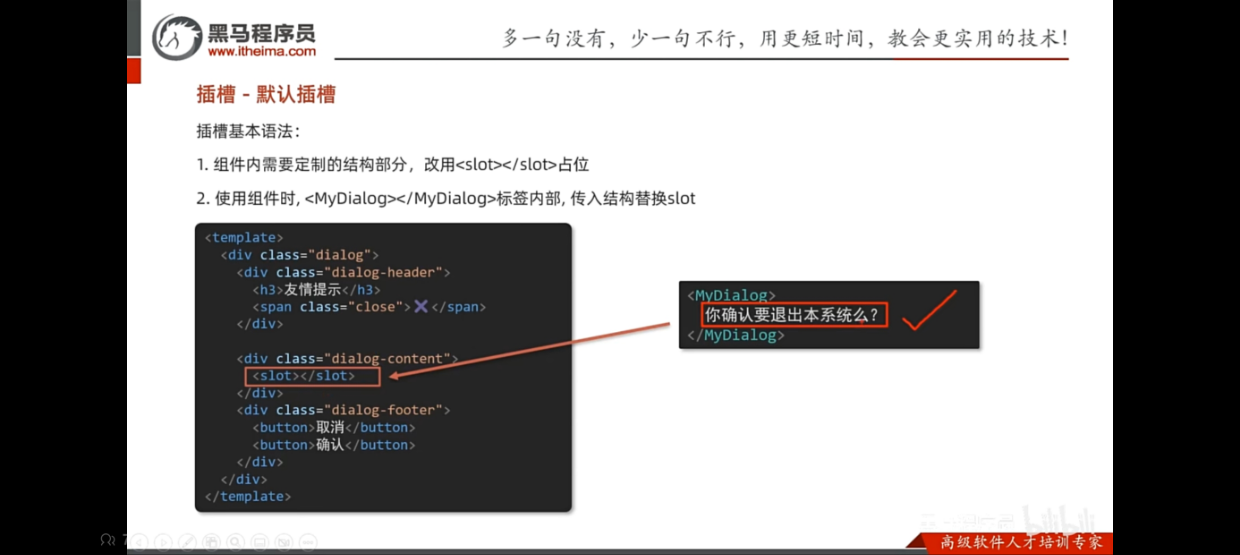 黑马程序员
www.itheima.com
多一句没有，少一句不行，用更短时间，教会更实用的技术！
插槽 - 默认插槽
插槽基本语法：
1. 组件内需要定制的结构部分，改用<slot></slot>占位
2. 使用组件时, <MyDialog></MyDialog>标签内部, 传入结构替换slot
<template>
<div class="dialog">
<div class="dialog-header">
<h3>友情提示</h3>
<span class="close">✖️</span>
</div>
<div class="dialog-content">
<slot></slot>
</div>
<div class="dialog-footer">
<button>取消</button>
<button>确认</button>
</div>
</div>
</template>
<MyDialog>
你确认要退出本系统么？
</MyDialog>
bilibili
高级软件人才培训专家